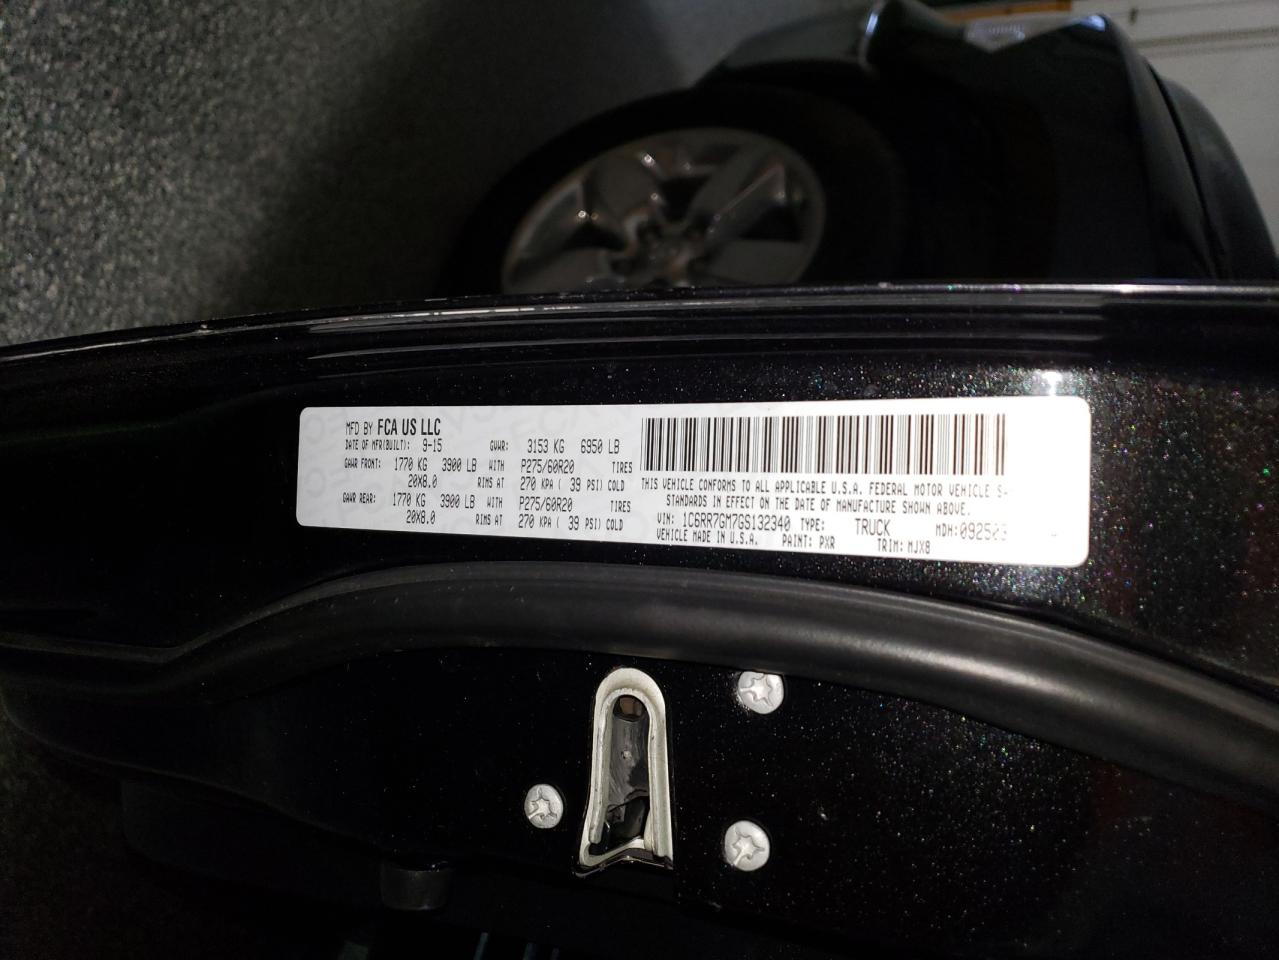 MFD BY FCA US LLC
DATE OF MFR(BUILT): 9-15 GVWR: 3153 KG 6950 LB
GAWR FRONT: 1770 KG 3900 LB WITH P275/60R20 TIRES
20X8.0 RIMS AT 270 KPA ( 39 PSI) COLD
GAWR REAR: 1770 KG 3900 LB WITH P275/60R20 TIRES
20X8.0 RIMS AT 270 KPA ( 39 PSI) COLD
THIS VEHICLE CONFORMS TO ALL APPLICABLE U.S.A. FEDERAL MOTOR VEHICLE
STANDARDS IN EFFECT ON THE DATE OF MANUFACTURE SHOWN ABOVE.
VIN: 1C6RR7GM7GS132340 TYPE: TRUCK MDH:
VEHICLE MADE IN U.S.A. PAINT: PXR TRIM: MJX8